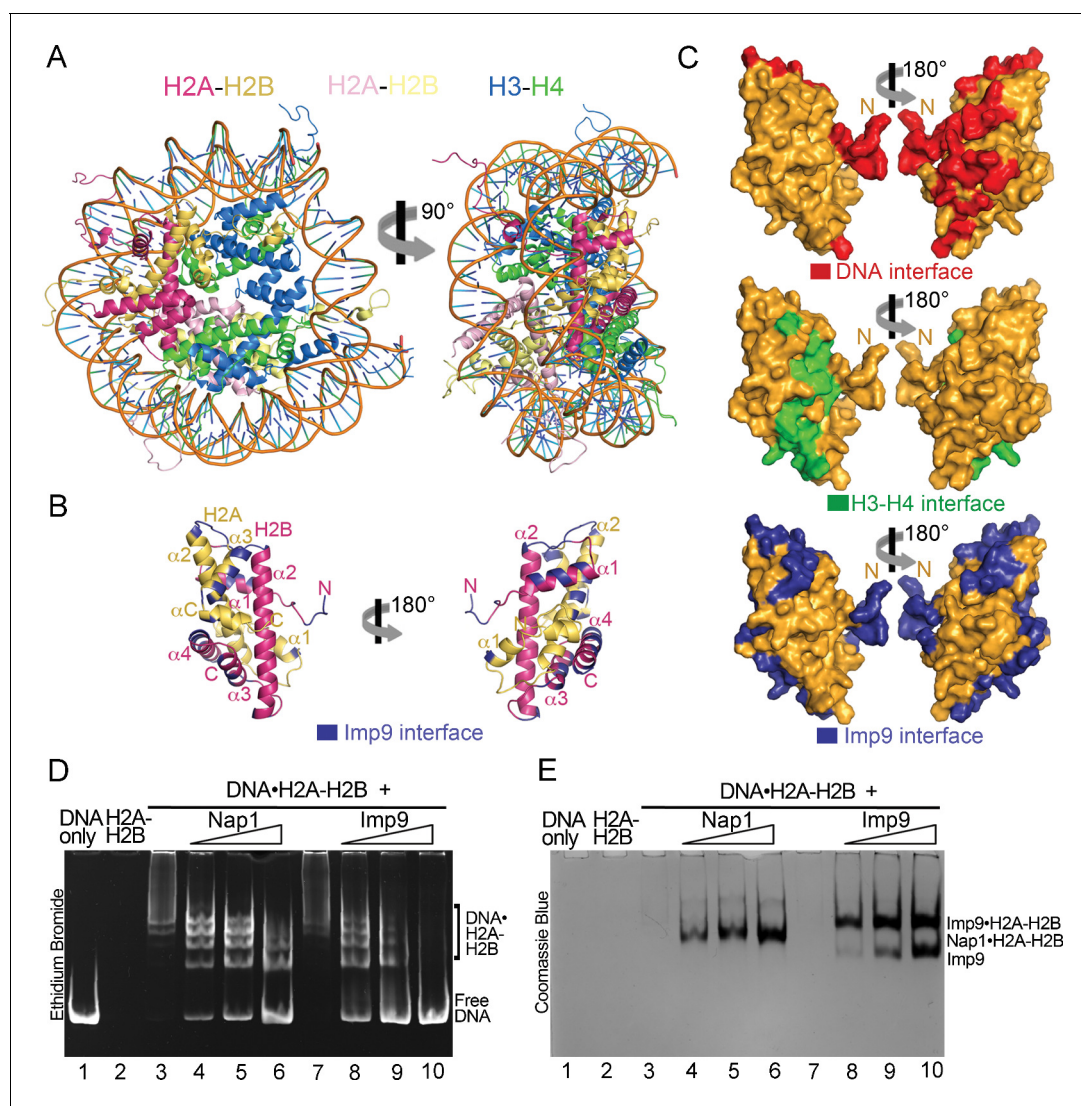 A
H2A-H2B
H2A-H2B
H3-H4
90°
B
H2A
H2B
α3
α2
α2
α1
N
αC
C
α1
α4
C
α3
180°
α2
α1
N
α4
α1
C
α3
Imp9 interface
C
180°
N
N
DNA interface
180°
N
N
H3-H4 interface
180°
N
N
Imp9 interface
D
DNA•H2A-H2B +
DNA only
H2A-H2B
Nap1
Imp9
Ethidium Bromide
DNA•
H2A-
H2B
Free
DNA
1 2 3 4 5 6 7 8 9 10
E
DNA•H2A-H2B +
DNA only
H2A-H2B
Nap1
Imp9
Coomassie Blue
Imp9•H2A-H2B
Nap1•H2A-H2B
Imp9
1 2 3 4 5 6 7 8 9 10